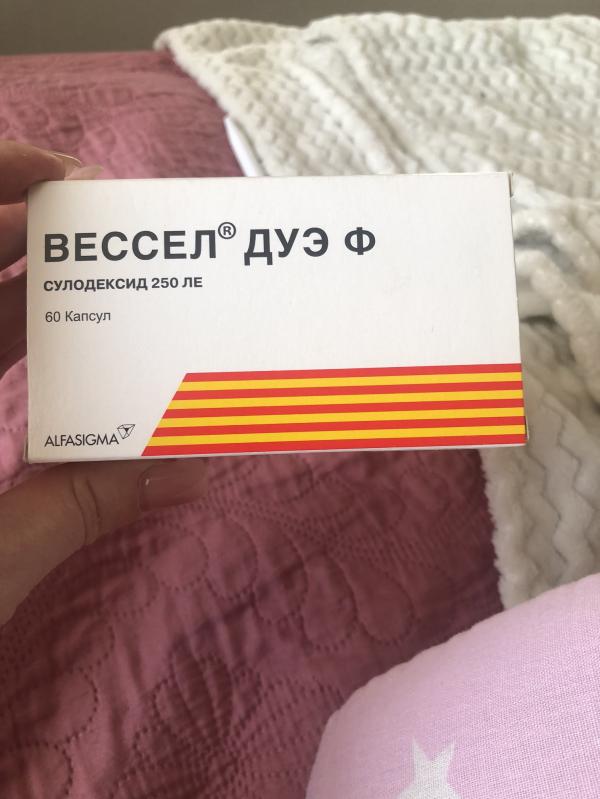 ВЕССЕЛ® ДУЭ Ф
СУЛОДЕКСИД 250 ЛЕ
60 Капсул
ALFASIGMA